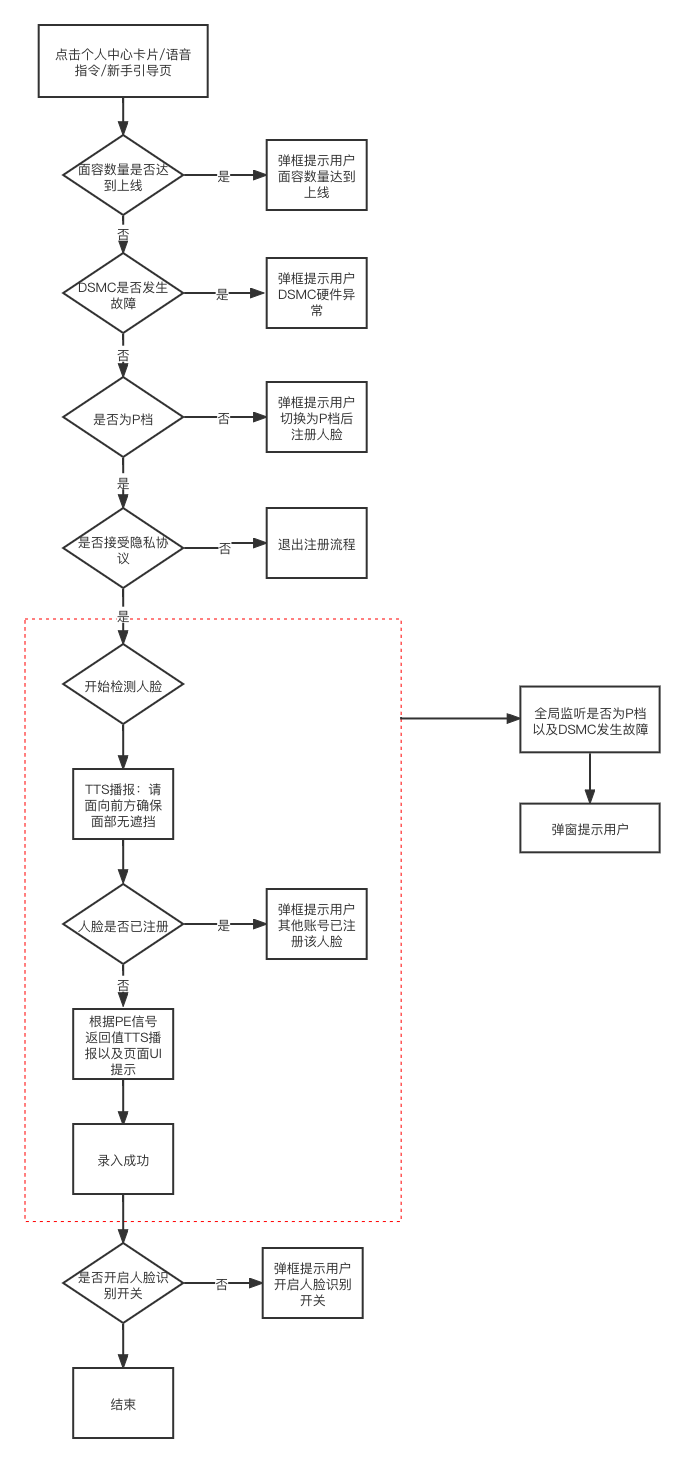 点击个人中心卡片/语音
指令/新手引导页
面容数量是否达
到上线
是
弹框提示用户
面容数量达到
上线
否
DSMC是否发生
故障
是
弹框提示用户
DSMC硬件异
常
否
是否为P档
否
弹框提示用户
切换为P档后
注册人脸
是
是否接受隐私协
议
否
退出注册流程
是
开始检测人脸
全局监听是否为P档
以及DSMC发生故障
弹窗提示用户
TTS播报：请
面向前方确保
面部无遮挡
人脸是否已注册
是
弹框提示用户
其他账号已注
册该人脸
否
根据PE信号
返回值TTS播
报以及页面UI
提示
录入成功
是否开启人脸识
别开关
否
弹框提示用户
开启人脸识别
开关
结束